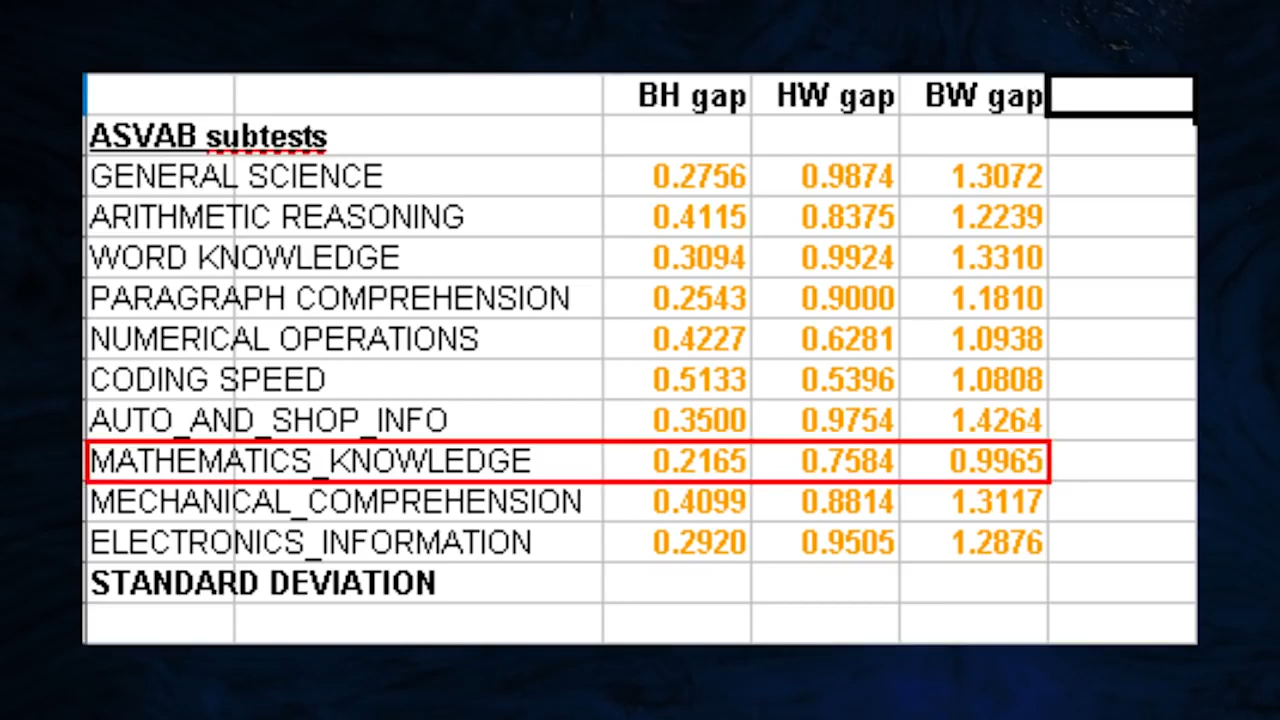 BH gap HW gap BW gap
ASVAB subtests
GENERAL SCIENCE 0.2756 0.9874 1.3072
ARITHMETIC REASONING 0.4115 0.8375 1.2239
WORD KNOWLEDGE 0.3094 0.9924 1.3310
PARAGRAPH COMPREHENSION 0.2543 0.9000 1.1810
NUMERICAL OPERATIONS 0.4227 0.6281 1.0938
CODING SPEED 0.5133 0.5396 1.0808
AUTO_AND_SHOP_INFO 0.3500 0.9754 1.4264
MATHEMATICS_KNOWLEDGE 0.2165 0.7584 0.9965
MECHANICAL_COMPREHENSION 0.4099 0.8814 1.3117
ELECTRONICS_INFORMATION 0.2920 0.9505 1.2876
STANDARD DEVIATION